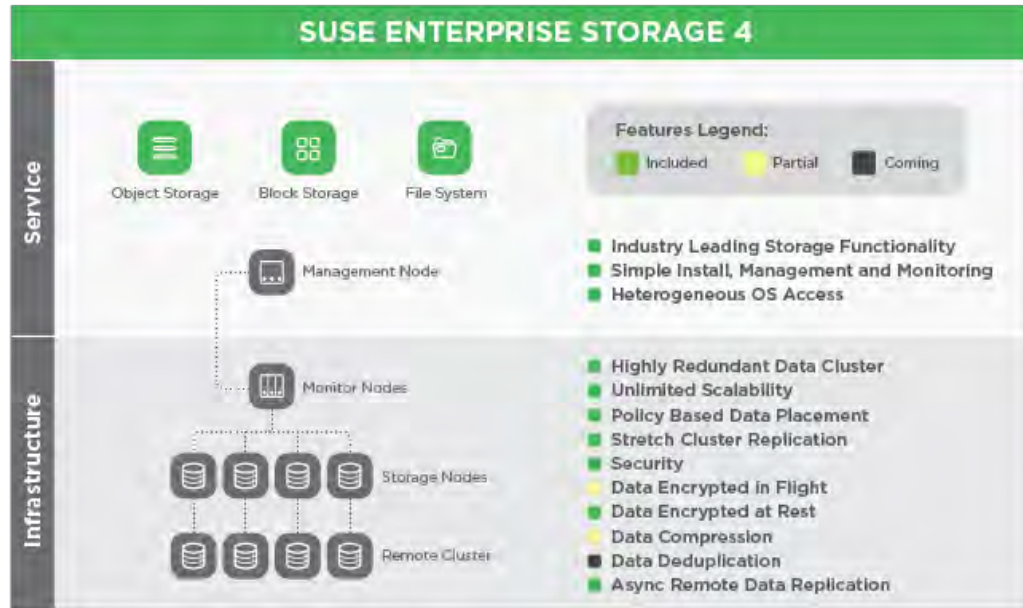 SUSE ENTERPRISE STORAGE 4
Service
Object Storage
Block Storage
File System
Features Legend:
Included
Partial
Coming
Management Node
Industry Leading Storage Functionality
Simple Install, Management and Monitoring
Heterogeneous OS Access
Infrastructure
Monitor Nodes
Storage Nodes
Remote Cluster
Highly Redundant Data Cluster
Unlimited Scalability
Policy Based Data Placement
Stretch Cluster Replication
Security
Data Encrypted in Flight
Data Encrypted at Rest
Data Compression
Data Deduplication
Async Remote Data Replication